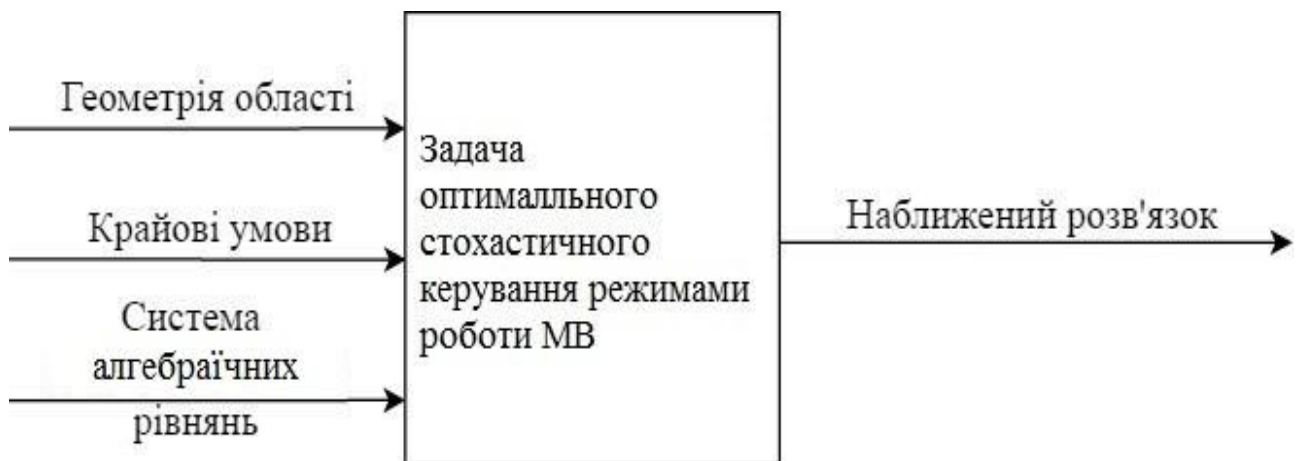 Геометрія області
Крайові умови
Система
алгебраїчних
рівнянь
Задача
оптималльного
стохастичного
керування режимами
роботи МВ
Наближений розв'язок